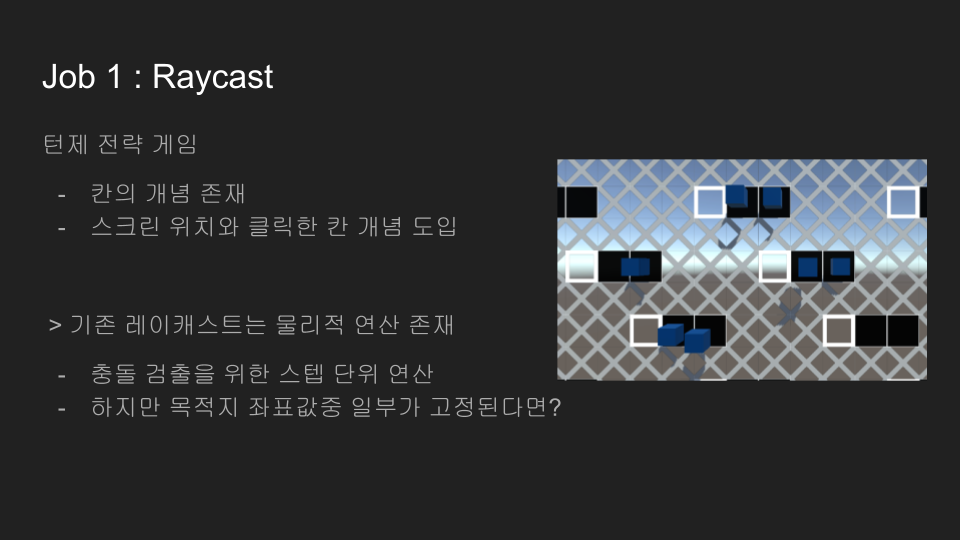 Job 1 : Raycast
턴제 전략 게임
- 칸의 개념 존재
- 스크린 위치와 클릭한 칸 개념 도입
> 기존 레이캐스트는 물리적 연산 존재
- 충돌 검출을 위한 스텝 단위 연산
- 하지만 목적지 좌표값중 일부가 고정된다면?